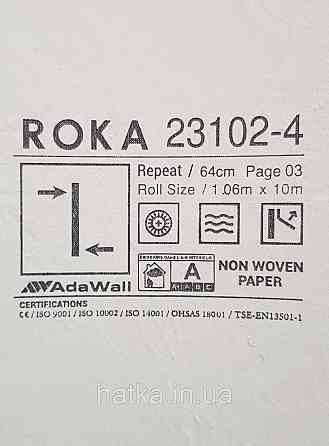 ROKA 23102-4
Repeat / 64cm Page 03
Roll Size / 1.06m x 10m
A
NON WOVEN
PAPER
AdaWall
CERTIFICATIONS
CE / ISO 9001 / ISO 10002 / ISO 14001 / OHSAS 18001 / TSE-EN13501-1
hatka.in.ua